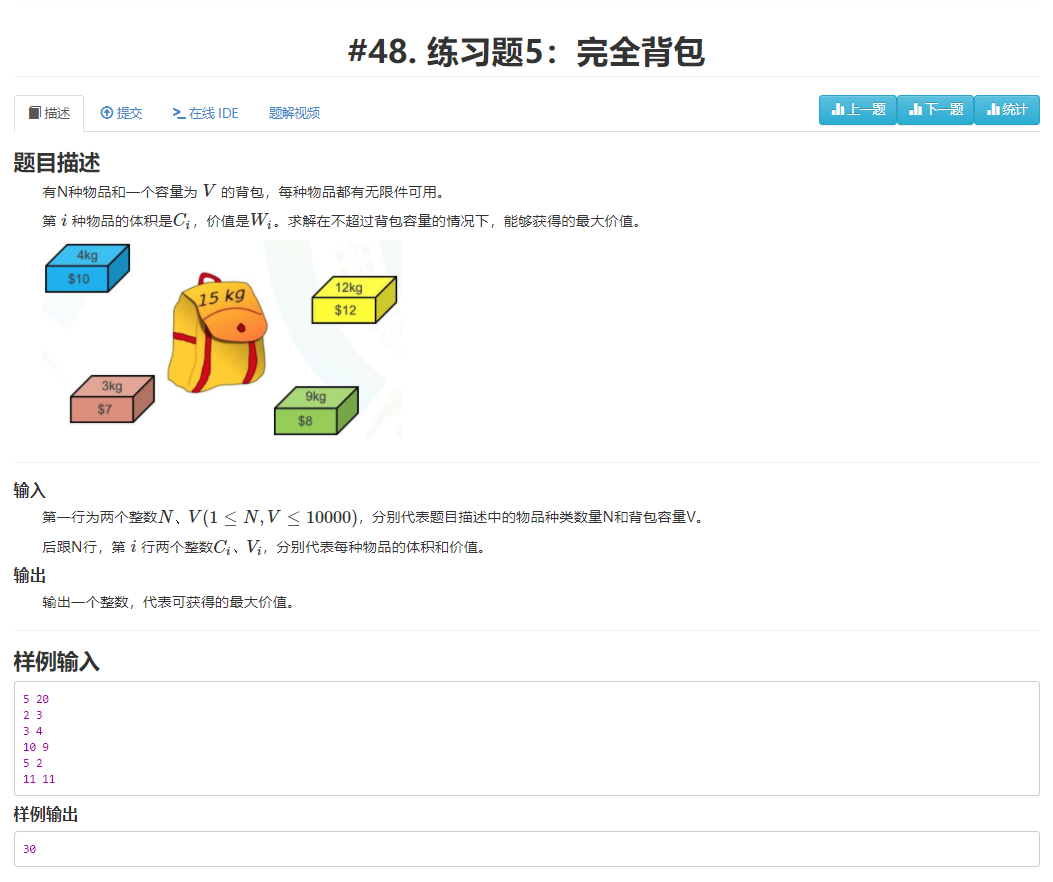 #48. 练习题5：完全背包
描述 提交 在线 IDE 题解视频 上一题 下一题 统计
题目描述
有N种物品和一个容量为 V 的背包，每种物品都有无限件可用。
第 i 种物品的体积是Ci，价值是Wi。求解在不超过背包容量的情况下，能够获得的最大价值。
4kg
$10
15 kg
12kg
$12
3kg
$7
9kg
$8
输入
第一行为两个整数N、V(1 ≤ N, V ≤ 10000)，分别代表题目描述中的物品种类数量N和背包容量V。
后跟N行，第 i 行两个整数Ci、Vi，分别代表每种物品的体积和价值。
输出
输出一个整数，代表可获得的最大价值。
样例输入
5 20
2 3
3 4
10 9
5 2
11 11
样例输出
30